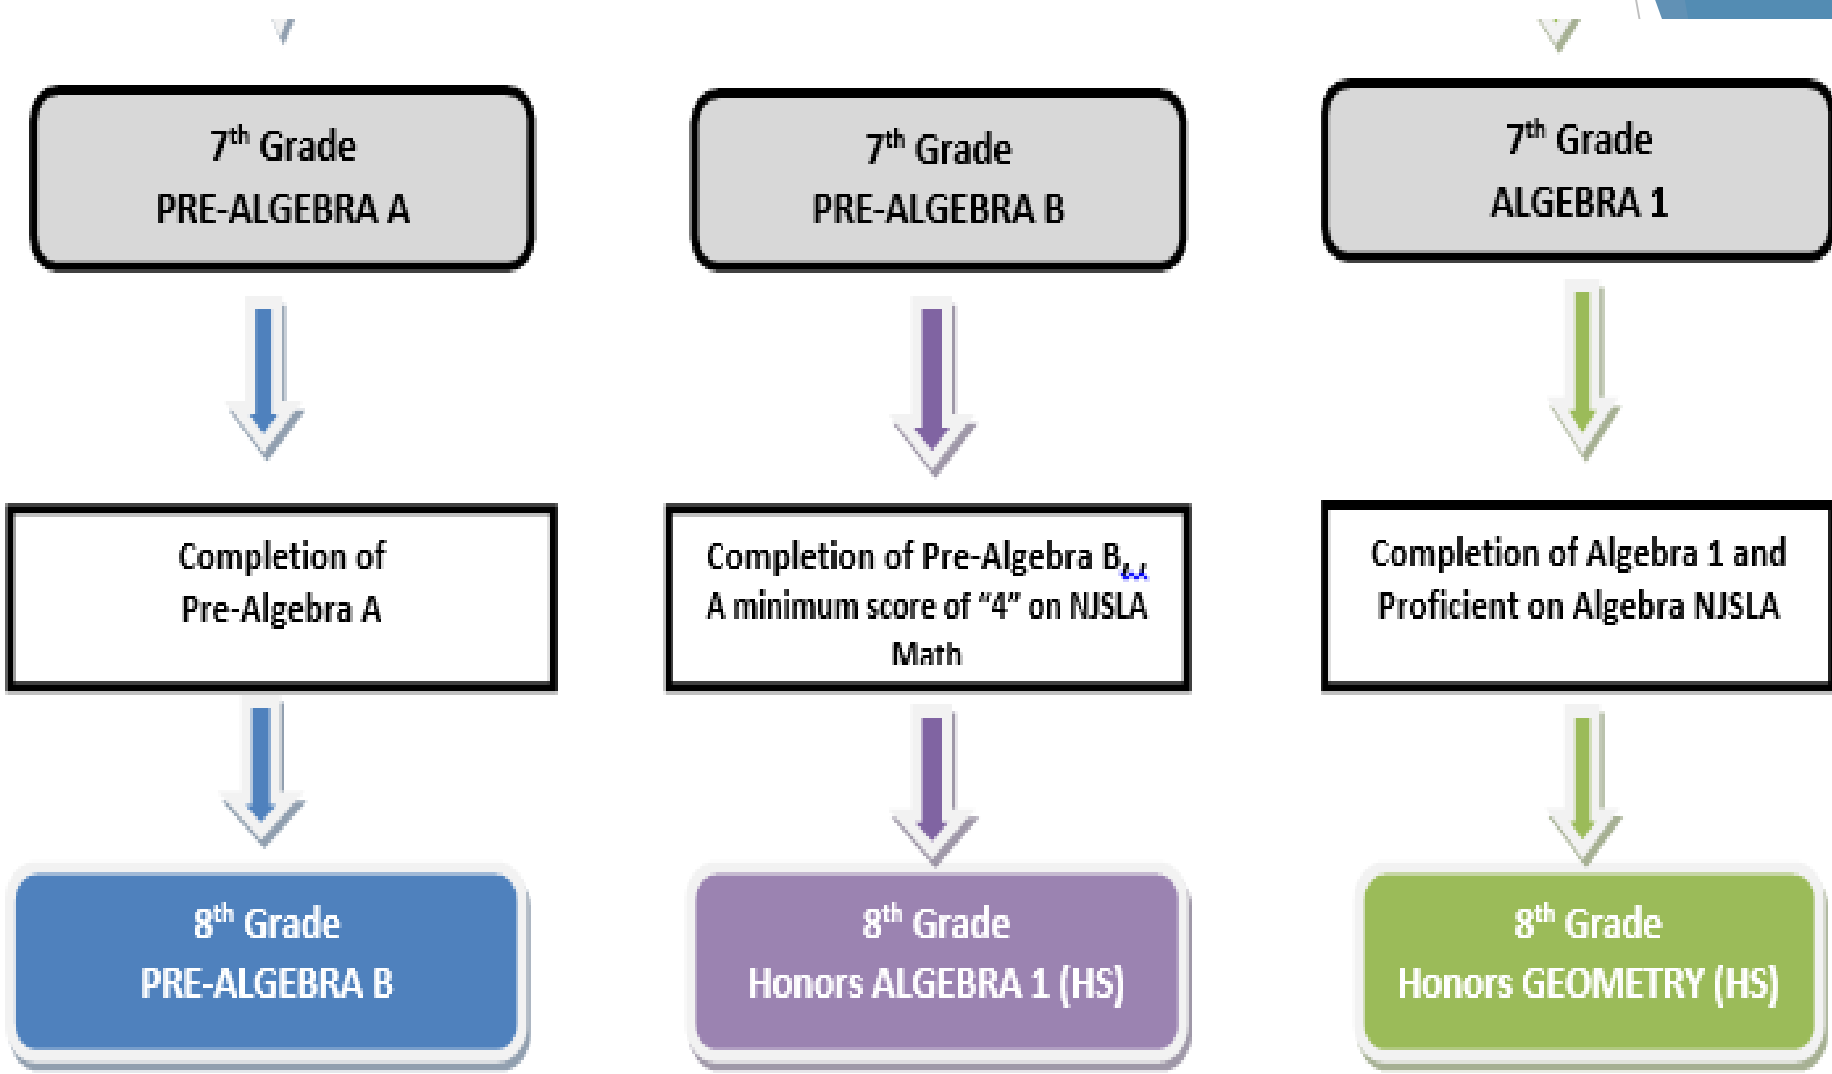 7th Grade
PRE-ALGEBRA A
7th Grade
PRE-ALGEBRA B
7th Grade
ALGEBRA 1
Completion of
Pre-Algebra A
Completion of Pre-Algebra B,,
A minimum score of “4” on NJSLA
Math
Completion of Algebra 1 and
Proficient on Algebra NJSLA
8th Grade
PRE-ALGEBRA B
8th Grade
Honors ALGEBRA 1 (HS)
8th Grade
Honors GEOMETRY (HS)